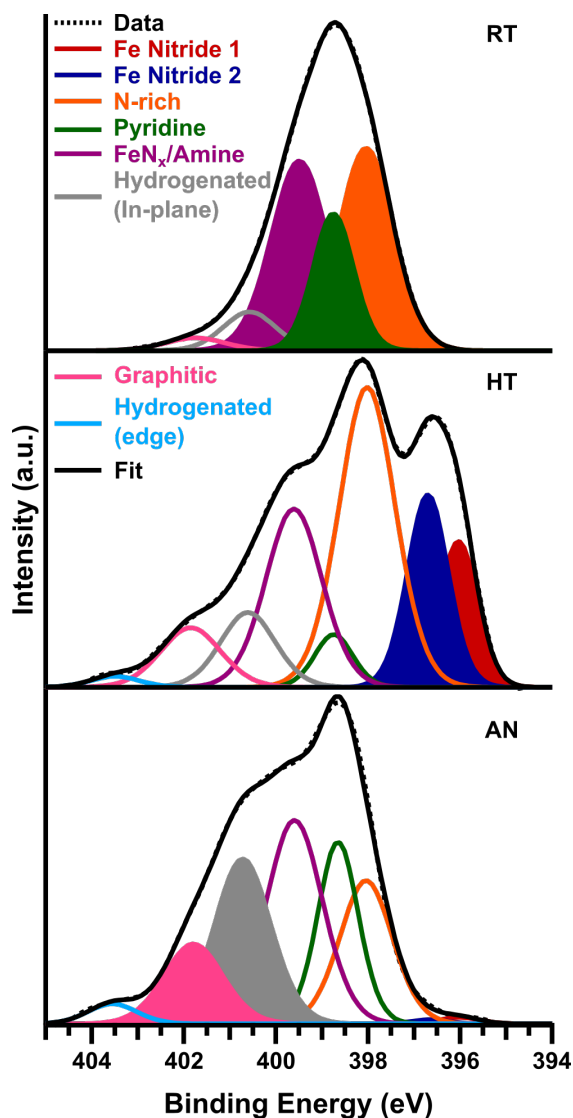 Data
RT
Fe Nitride 1
Fe Nitride 2
N-rich
Pyridine
FeNₓ/Amine
Hydrogenated
(In-plane)
HT
Graphitic
Hydrogenated
(edge)
Fit
Intensity (a.u.)
AN
404 402 400 398 396 394
Binding Energy (eV)